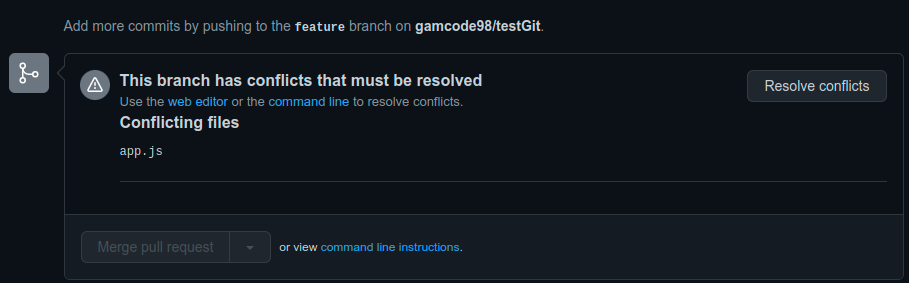 Add more commits by pushing to the feature branch on gamcode98/testGit.
This branch has conflicts that must be resolved
Resolve conflicts
Use the web editor or the command line to resolve conflicts.
Conflicting files
app.js
Merge pull request
or view command line instructions.